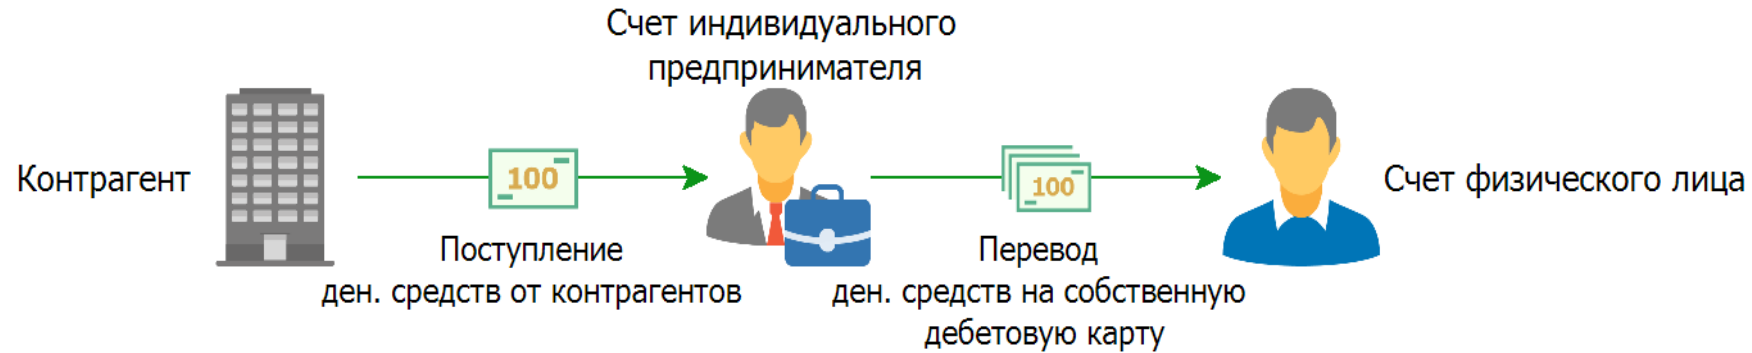 Счет индивидуального
предпринимателя
Контрагент
100
100
Счет физического лица
Поступление
ден. средств от контрагентов
Перевод
ден. средств на собственную
дебетовую карту